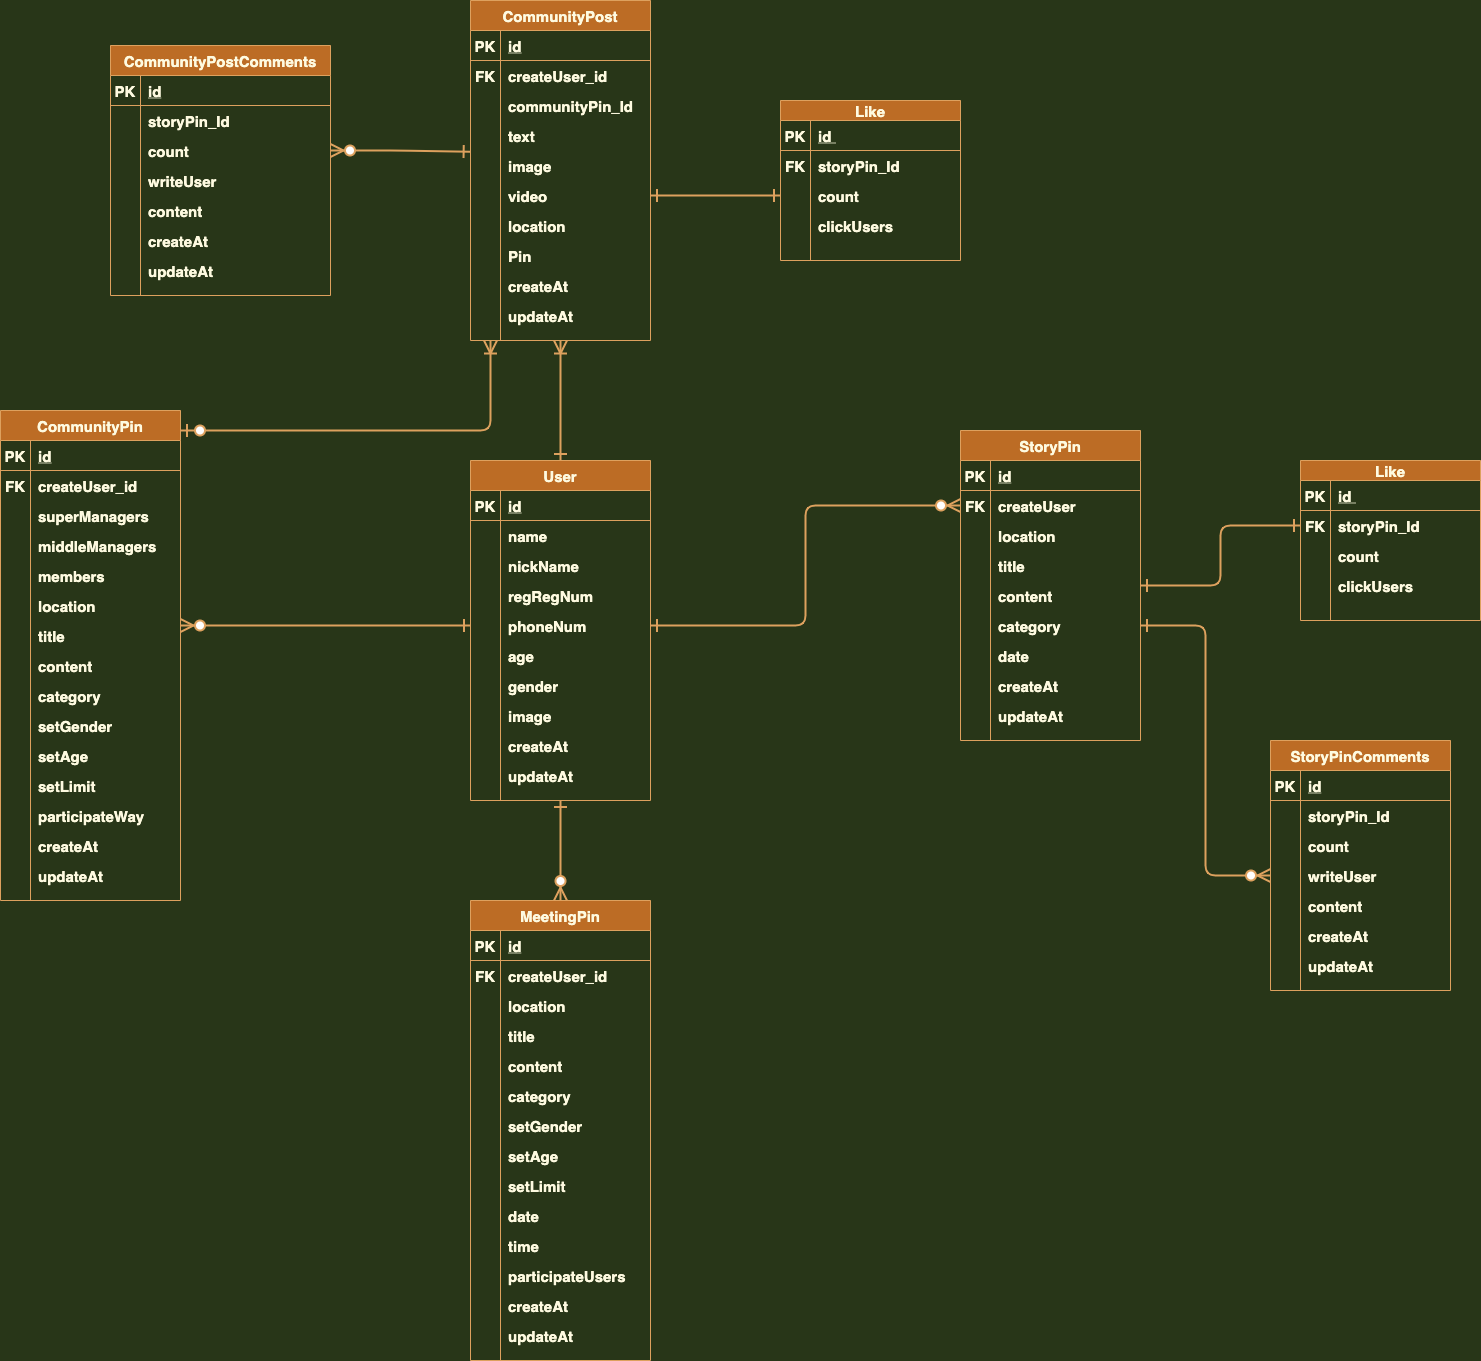 CommunityPost
PK id
FK createUser_id
communityPin_Id
text
image
video
location
Pin
createAt
updateAt
CommunityPostComments
PK id
storyPin_Id
count
writeUser
content
createAt
updateAt
Like
PK id
FK storyPin_Id
count
clickUsers
CommunityPin
PK id
FK createUser_id
superManagers
middleManagers
members
location
title
content
category
setGender
setAge
setLimit
participateWay
createAt
updateAt
User
PK id
name
nickName
regRegNum
phoneNum
age
gender
image
createAt
updateAt
StoryPin
PK id
FK createUser
location
title
content
category
date
createAt
updateAt
Like
PK id
FK storyPin_Id
count
clickUsers
StoryPinComments
PK id
storyPin_Id
count
writeUser
content
createAt
updateAt
MeetingPin
PK id
FK createUser_id
location
title
content
category
setGender
setAge
setLimit
date
time
participateUsers
createAt
updateAt